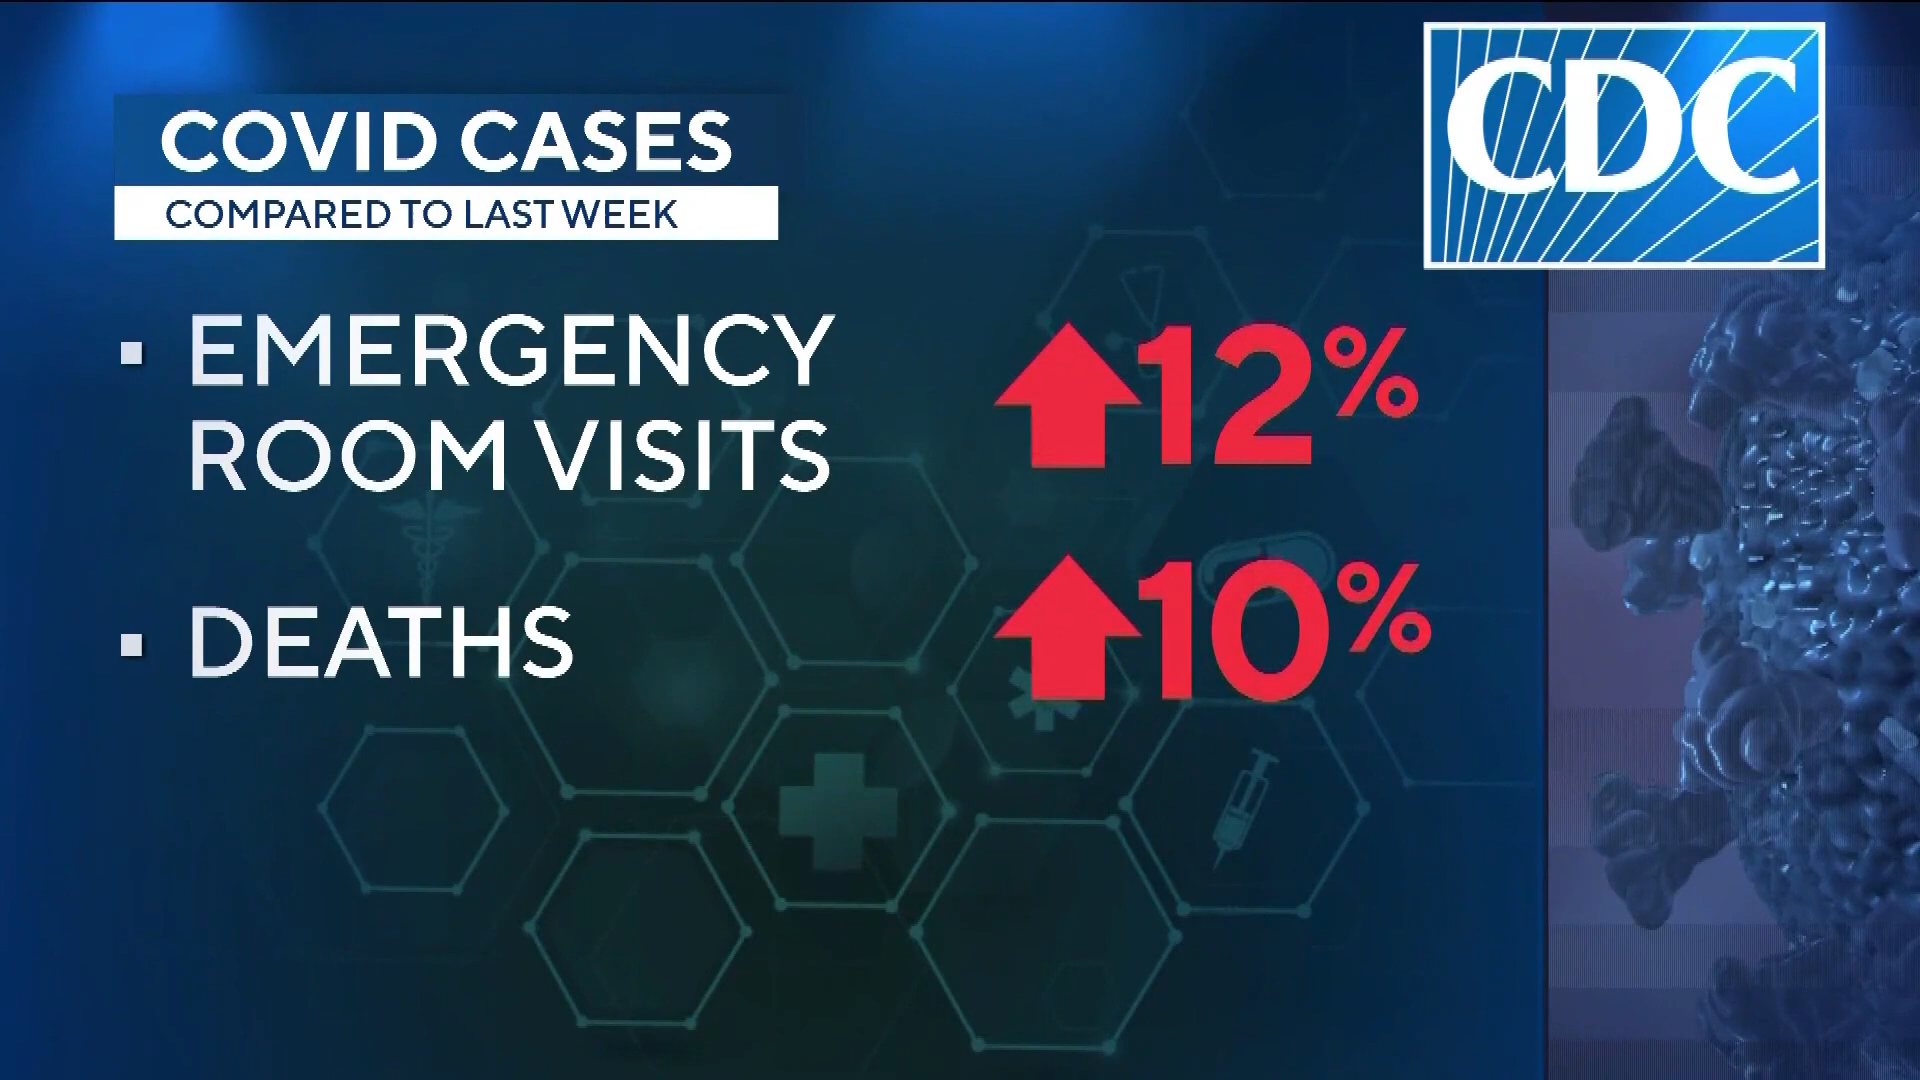 COVID CASES
COMPARED TO LAST WEEK
CDC
▪ EMERGENCY
ROOM VISITS
12%
▪ DEATHS
10%